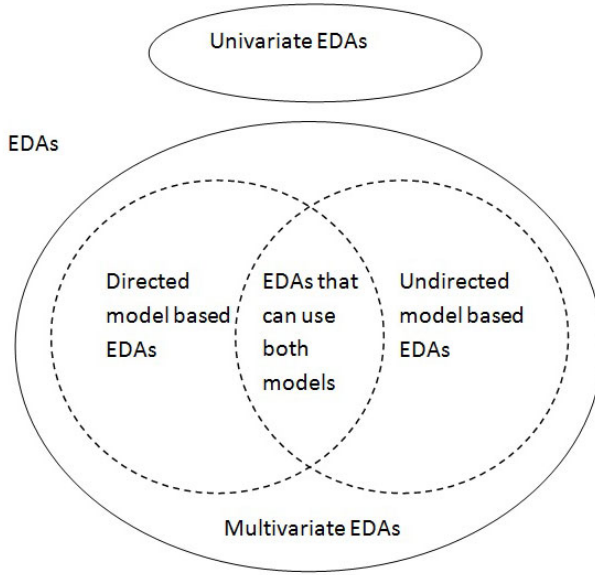 Univariate EDAs
EDAs
Directed
model based
EDAs
EDAs that
can use
both
models
Undirected
model based
EDAs
Multivariate EDAs